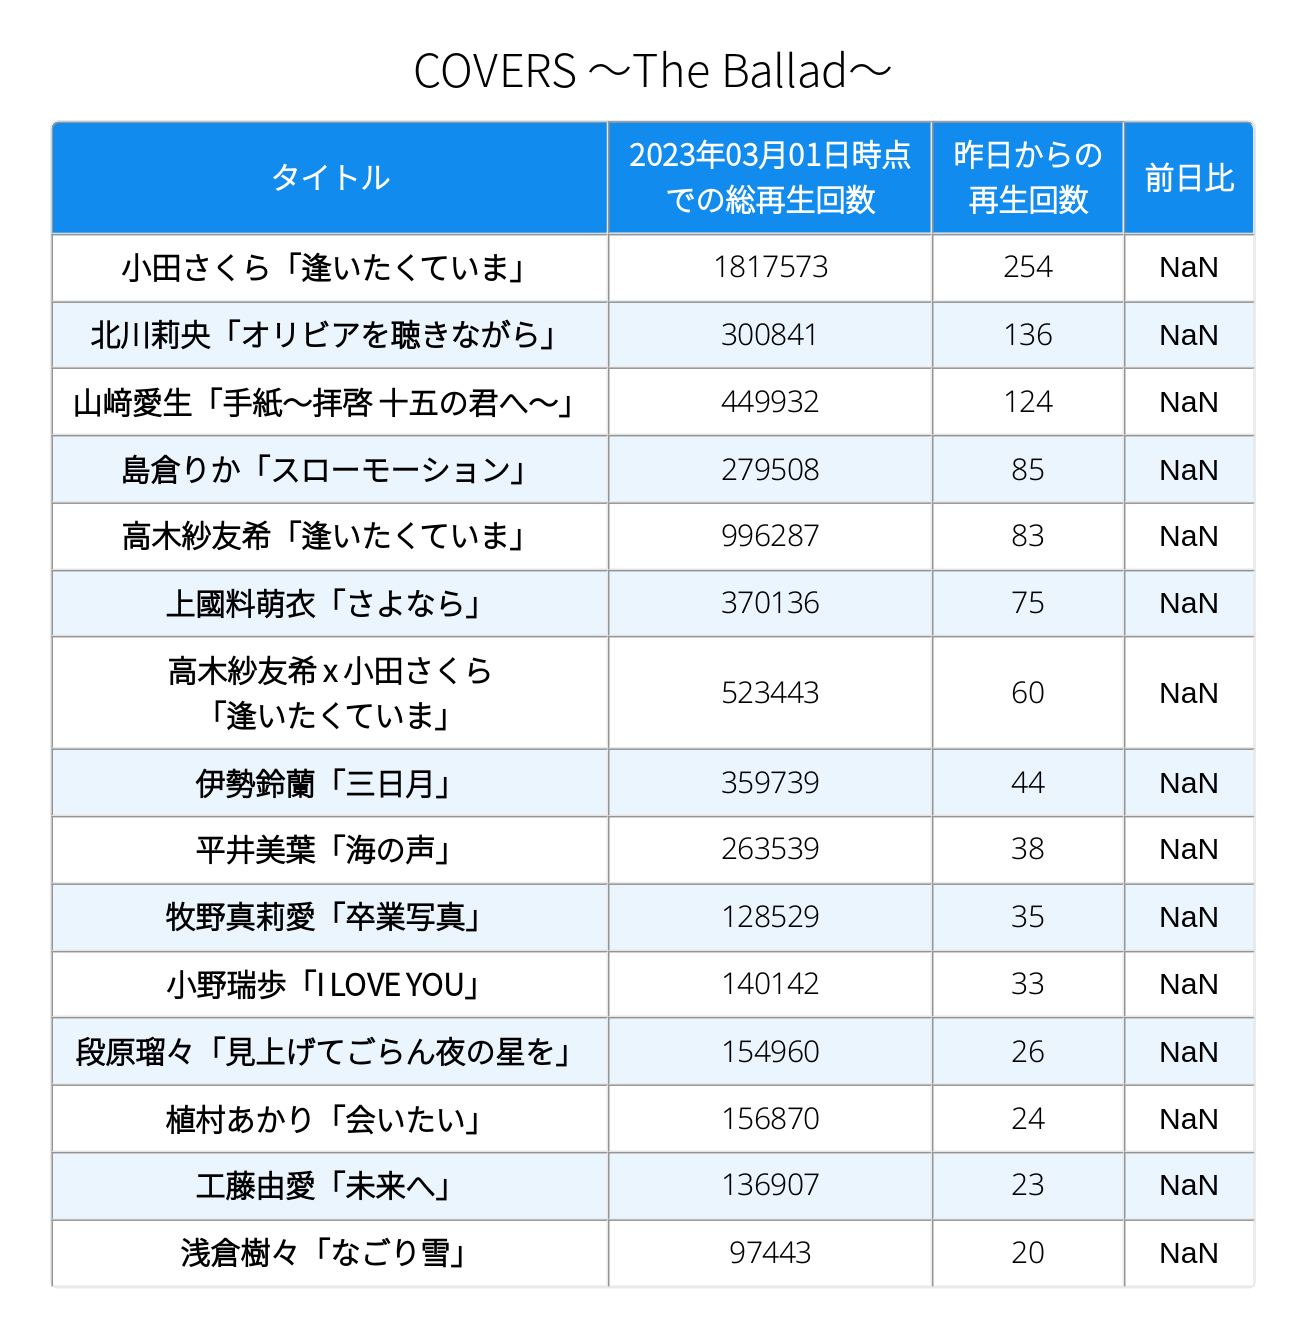 COVERS ～The Ballad～
タイトル
2023年03月01日時点
での総再生回数
昨日からの
再生回数
前日比
小田さくら「逢いたくていま」 1817573 254 NaN
北川莉央「オリビアを聴きながら」 300841 136 NaN
山﨑愛生「手紙～拝啓 十五の君へ～」 449932 124 NaN
島倉りか「スローモーション」 279508 85 NaN
高木紗友希「逢いたくていま」 996287 83 NaN
上國料萌衣「さよなら」 370136 75 NaN
高木紗友希 x 小田さくら
「逢いたくていま」 523443 60 NaN
伊勢鈴蘭「三日月」 359739 44 NaN
平井美葉「海の声」 263539 38 NaN
牧野真莉愛「卒業写真」 128529 35 NaN
小野瑞歩「I LOVE YOU」 140142 33 NaN
段原瑠々「見上げてごらん夜の星を」 154960 26 NaN
植村あかり「会いたい」 156870 24 NaN
工藤由愛「未来へ」 136907 23 NaN
浅倉樹々「なごり雪」 97443 20 NaN